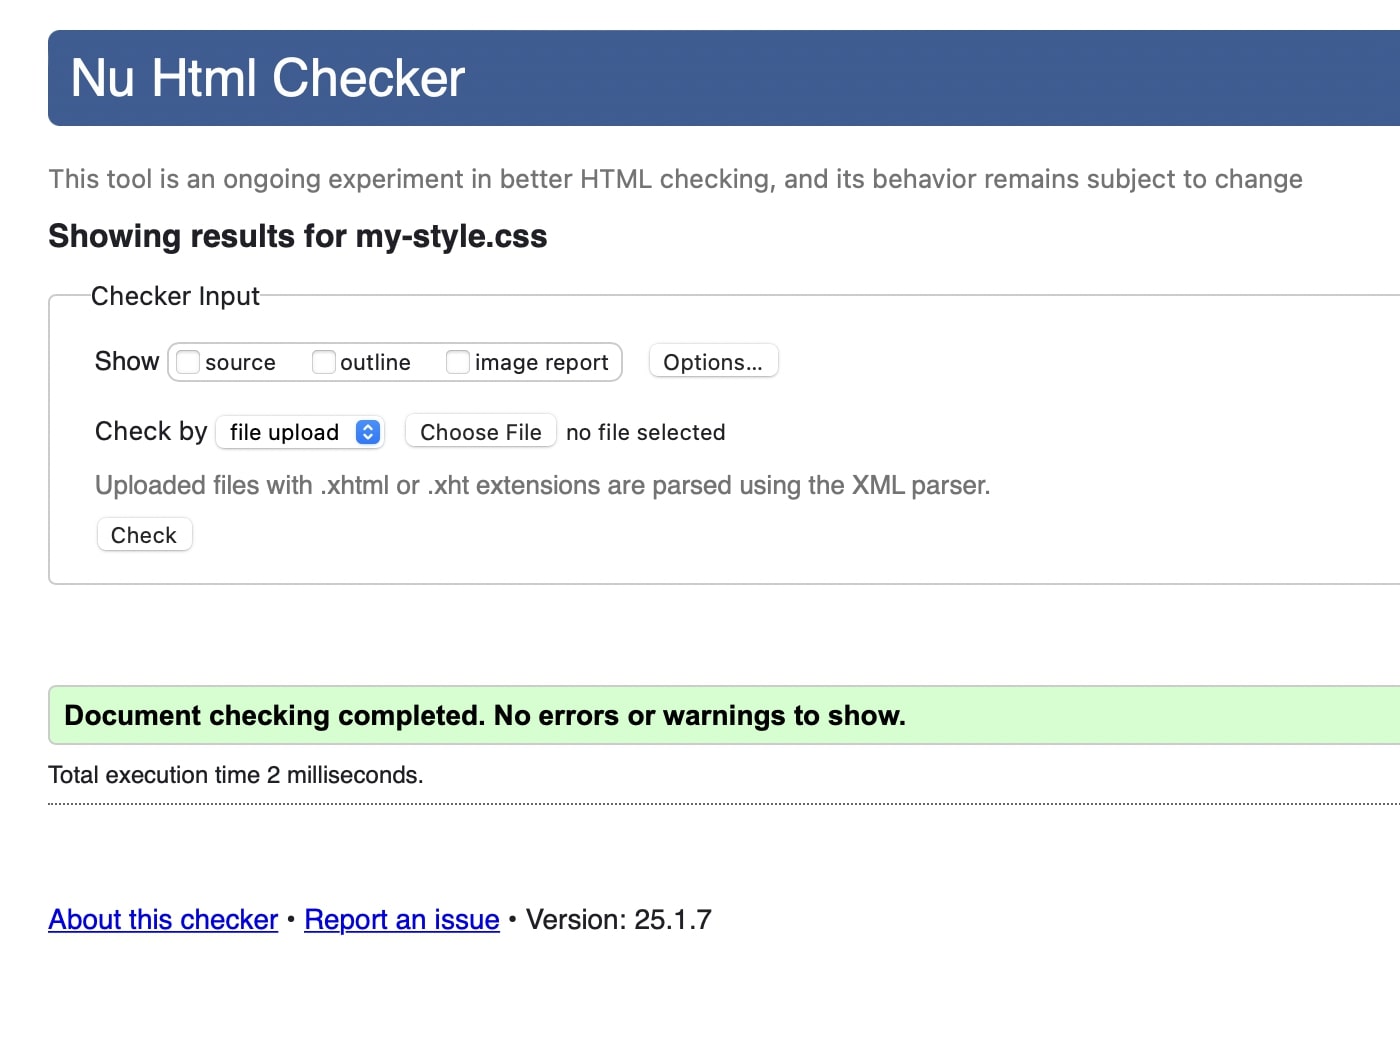 Nu Html Checker
This tool is an ongoing experiment in better HTML checking, and its behavior remains subject to change
Showing results for my-style.css
Checker Input
Show source outline image report Options...
Check by file upload Choose File no file selected
Uploaded files with .xhtml or .xht extensions are parsed using the XML parser.
Check
Document checking completed. No errors or warnings to show.
Total execution time 2 milliseconds.
About this checker • Report an issue • Version: 25.1.7